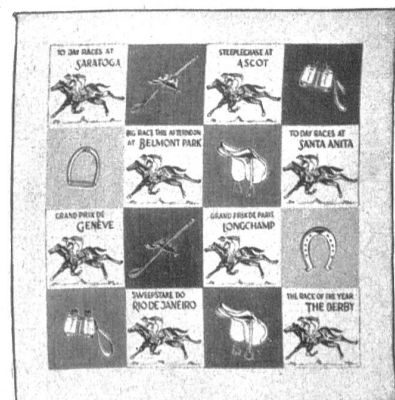 TO DAY RACES AT
SARATOGA
STEEPLECHASE AT
ASCOT
BIG RACE THIS AFTERNOON
AT BELMONT PARK
TO DAY RACES AT
SANTA ANITA
GRAND PRIX DE
GENÈVE
GRAND PRIX DE PARIS
LONGCHAMP
SWEEPSTAKE DO
RIO DE JANEIRO
THE RACE OF THE YEAR
THE DERBY